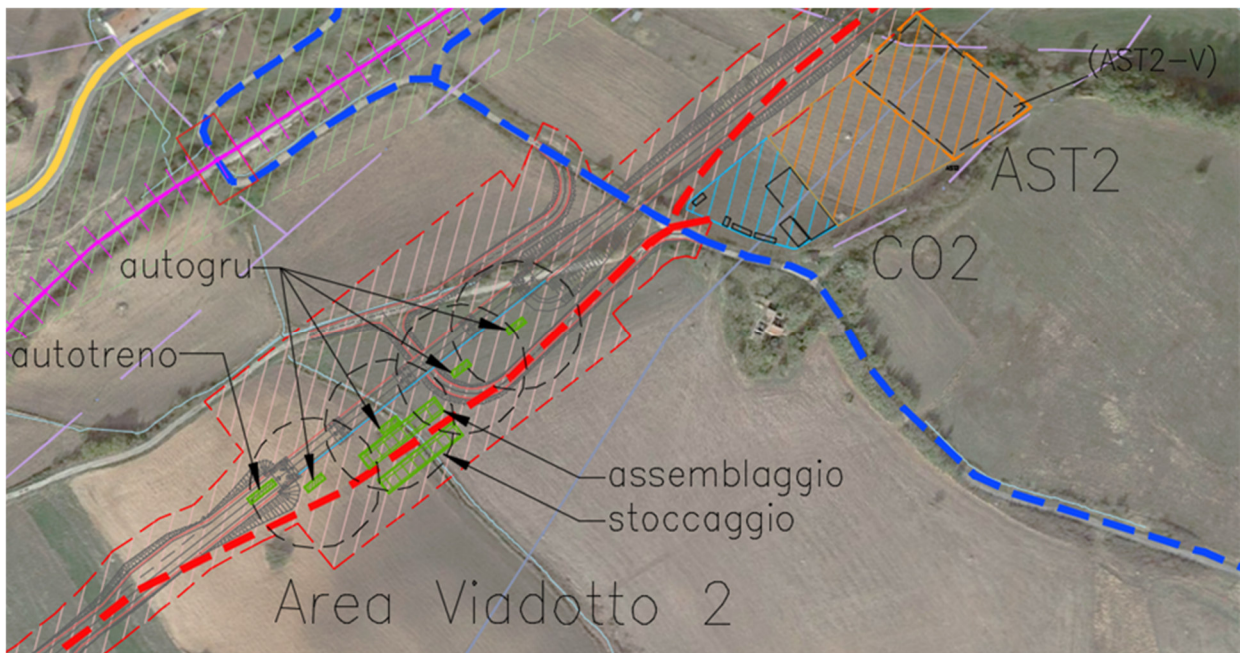 (AST2-V)
AST2
CO2
autogru
autotreno
assemblaggio
stoccaggio
Area Viadotto 2